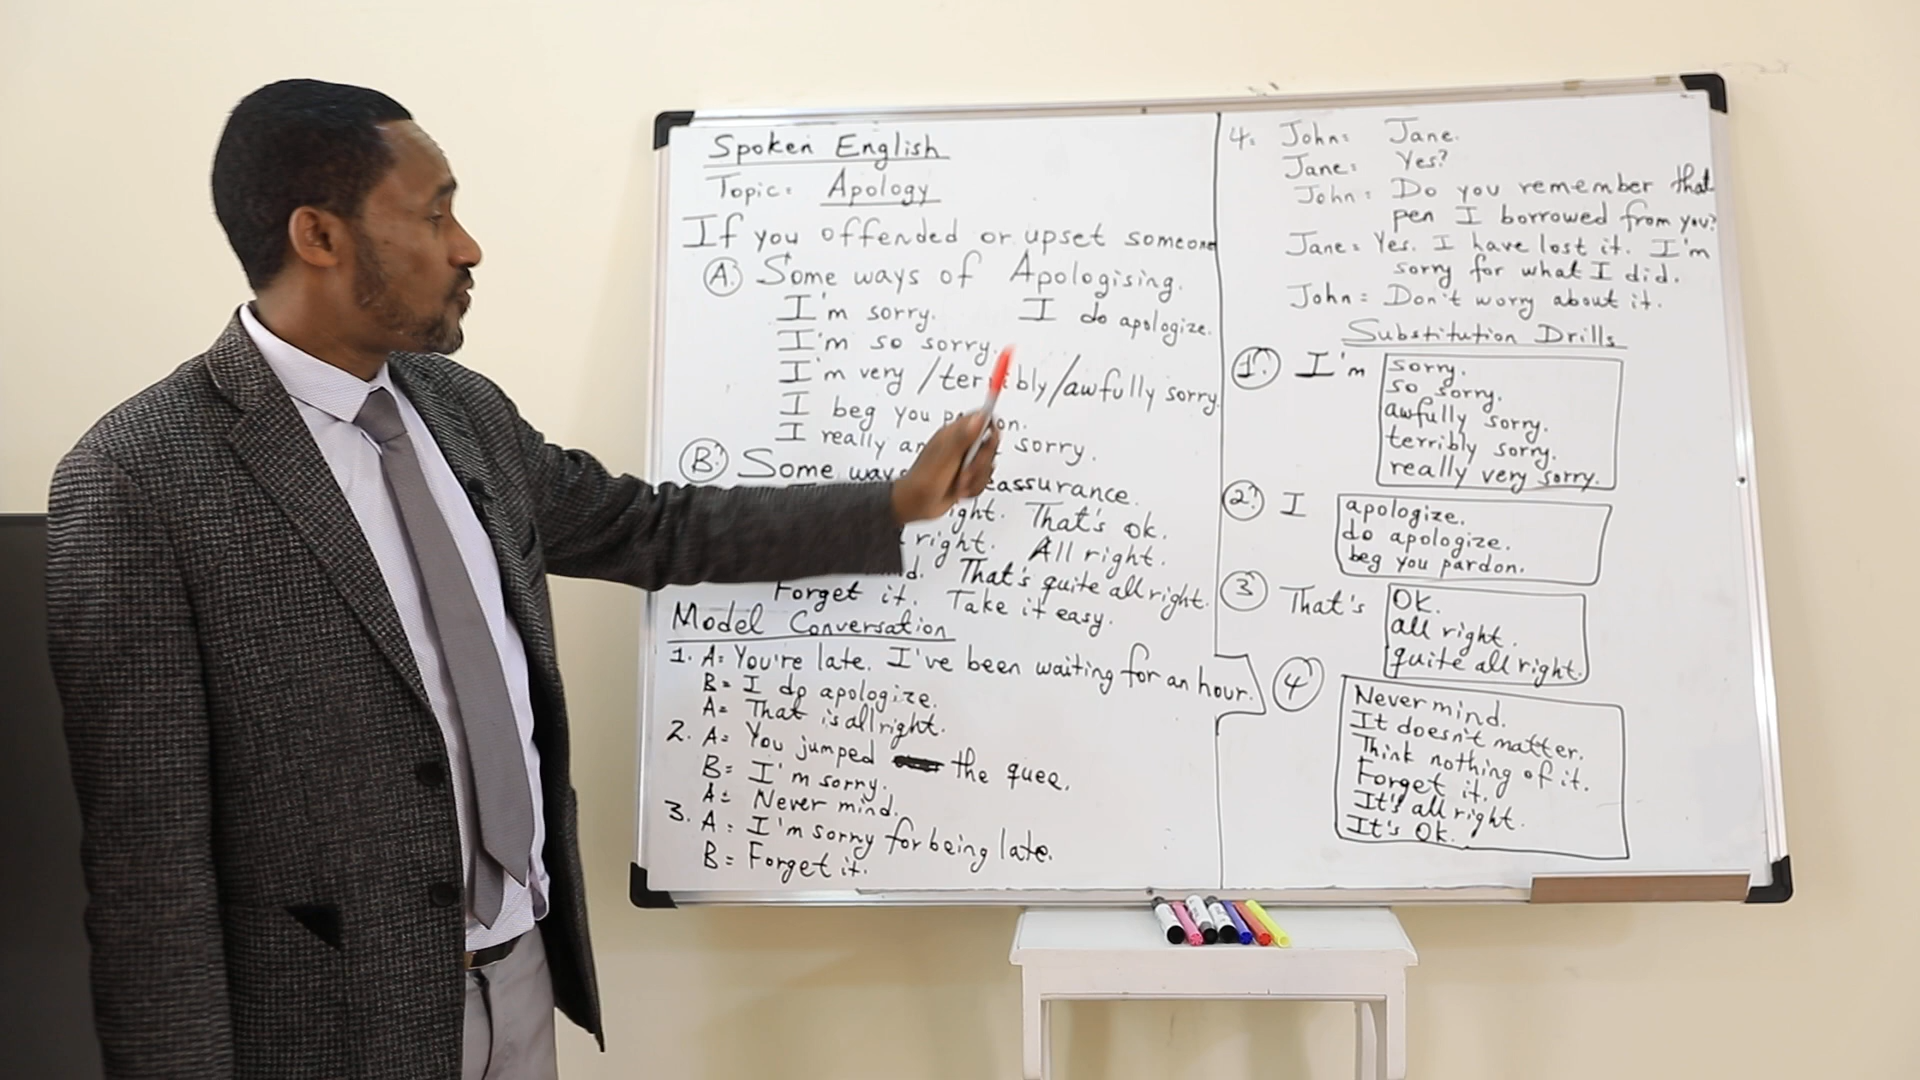 Spoken English
Topic: Apology
If you offended or upset someone
A. Some ways of Apologising.
I'm sorry. I do apologize.
I'm so sorry.
I'm very /terribly/awfully sorry.
I beg you
I really sorry.
B. Some ways
That's ok.
right. All right.
That's quite all right.
Forget it. Take it easy.
Model Conversation
1. A: You're late. I've been waiting for an hour.
B: I do apologize.
A: That is all right.
2. A: You jumped the quee.
B: I'm sorry.
A: Never mind.
3. A: I'm sorry for being late.
B: Forget it.
4. John: Jane.
Jane: Yes?
John: Do you remember that
pen I borrowed from you?
Jane: Yes. I have lost it. I'm
sorry for what I did.
John: Don't worry about it.
Substitution Drills
1. I'm sorry.
so sorry.
awfully sorry.
terribly sorry.
really very sorry.
2. I apologize.
do apologize.
beg you pardon.
3 That's OK.
all right.
quite all right.
4 Never mind.
It doesn't matter.
Think nothing of it.
Forget it.
It's all right.
It's Ok.